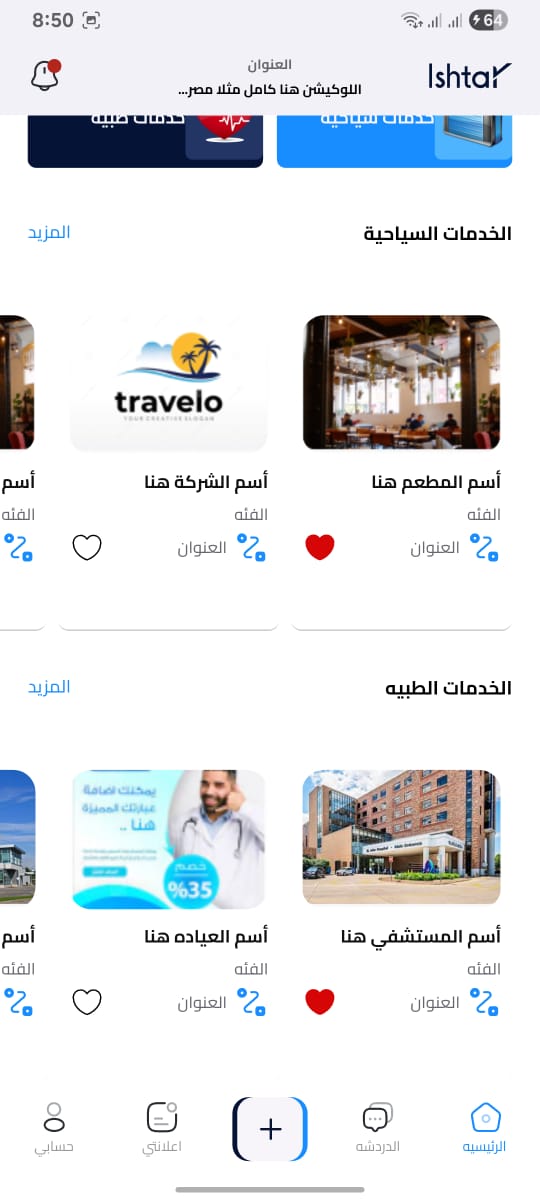 8:50
64
العنوان
اللوكيشن هنا كامل مثلا مصر...
Ishtar
خدمات سياحية
خدمات طبية
الخدمات السياحية
المزيد
travelo
YOUR CREATIVE SLOGAN
أسم المطعم هنا
أسم الشركة هنا
أسم
الفئه
الفئه
الفئه
العنوان
العنوان
الخدمات الطبيه
المزيد
يمكنك اضافة
عبارتك المميزة
هنا ..
خصم
%35
أسم المستشفي هنا
أسم العياده هنا
أسم
الفئه
الفئه
الفئه
العنوان
العنوان
الرئيسيه
الدردشه
+
اعلانتي
حسابي